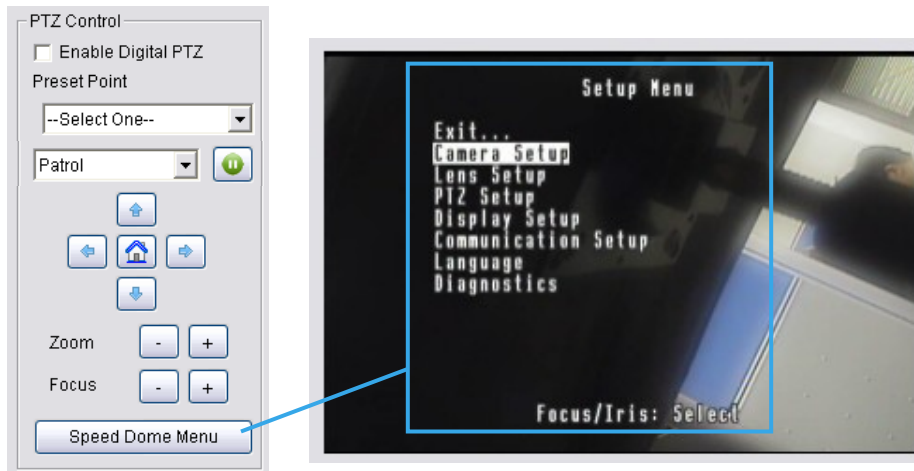 PTZ Control
Enable Digital PTZ
Preset Point
--Select One--
Patrol
Zoom - +
Focus - +
Speed Dome Menu
Setup Menu
Exit...
Camera Setup
Lens Setup
PTZ Setup
Display Setup
Communication Setup
Language
Diagnostics
Focus/Iris: Select